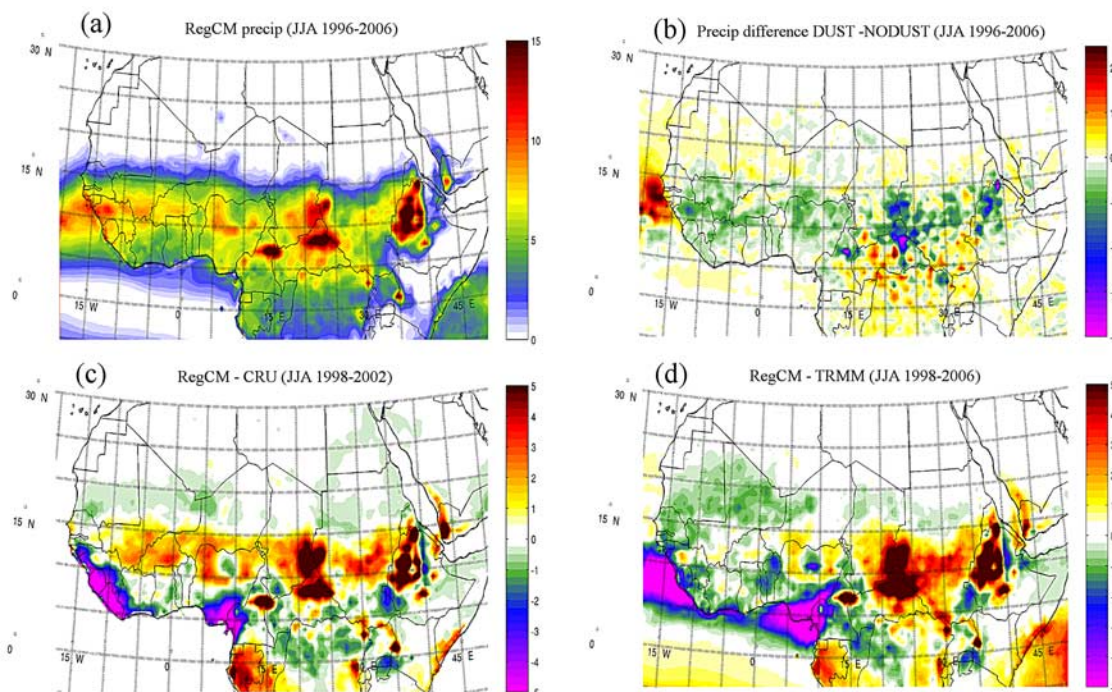 (a)
RegCM precip (JJA 1996-2006)
30 N
15 N
0
15 W
0
15 E
30 E
45 E
15
10
5
0
(b)
Precip difference DUST -NODUST (JJA 1996-2006)
30 N
15 N
0
15 W
0
15 E
30 E
45 E
(c)
RegCM - CRU (JJA 1998-2002)
30 N
15 N
0
15 W
0
15 E
30 E
45 E
5
4
3
2
1
0
-1
-2
-3
-4
(d)
RegCM - TRMM (JJA 1998-2006)
30 N
15 N
0
15 W
0
15 E
30 E
45 E